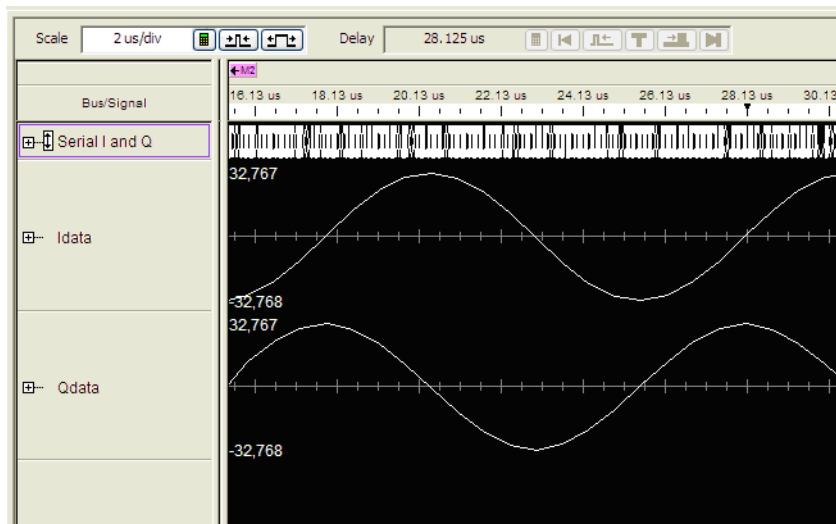 Scale 2 us/div Delay 28.125 us
M2
Bus/Signal 16.13 us 18.13 us 20.13 us 22.13 us 24.13 us 26.13 us 28.13 us 30.13
Serial I and Q
32,767
Idata
-32,768
32,767
Qdata
-32,768